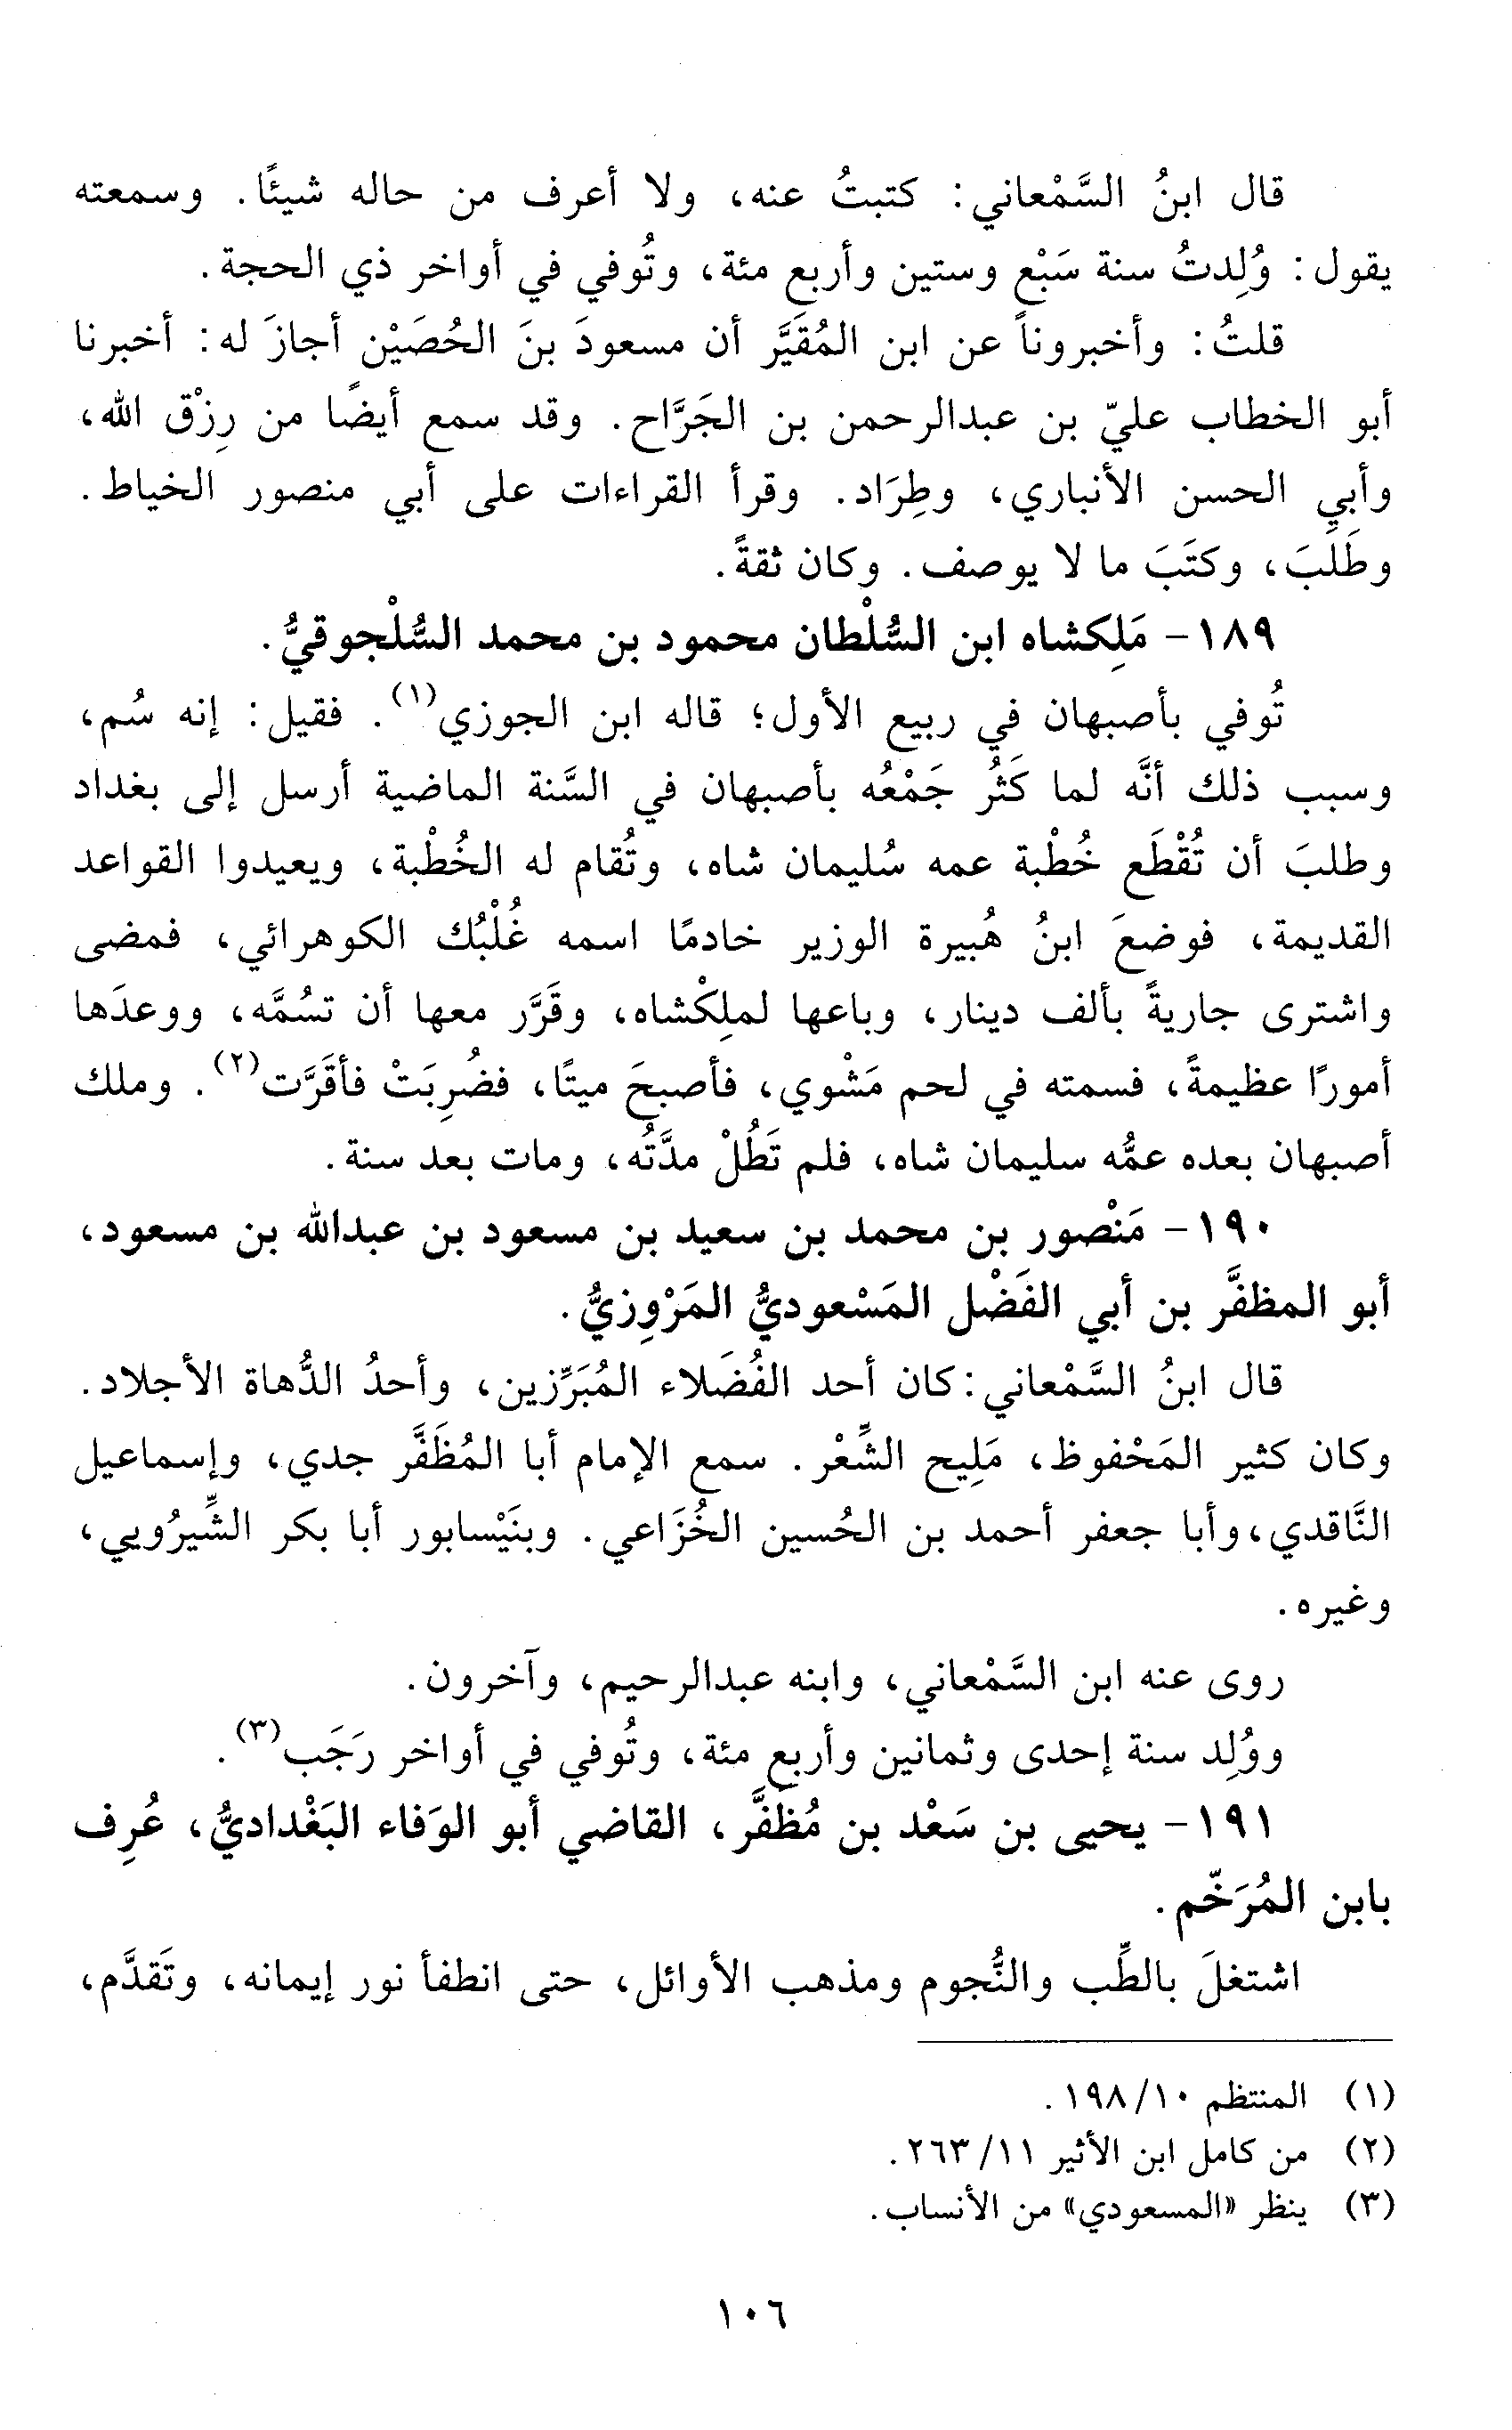 قال ابنُ السَّمْعاني: كتبتُ عنه، ولا أعرف من حاله شيئًا. وسمعته
يقول: وُلِدتُ سنة سَبْع وستين وأربع مئة، وتُوفي في أواخر ذي الحجة.
قلتُ: وأخبروناً عن ابن المُقَيَّر أن مسعودَ بنَ الحُصَيْن أجازَ له: أخبرنا
أبو الخطاب عليّ بن عبدالرحمن بن الجَرَّاح. وقد سمع أيضًا من رِزْق الله،
وأبي الحسن الأنباري، وطِرَاد. وقرأ القراءات على أبي منصور الخياط.
وطَلَبَ، وكتَبَ ما لا يوصف. وكان ثقةً.
١٨٩- مَلِكشاه ابن السُّلْطان محمود بن محمد السُّلْجوقيُّ.
تُوفي بأصبهان في ربيع الأول؛ قاله ابن الجوزي(١). فقيل: إنه سُم،
وسبب ذلك أنَّه لما كَثُر جَمْعُه بأصبهان في السَّنة الماضية أرسل إلى بغداد
وطلبَ أن تُقْطَع خُطْبة عمه سُليمان شاه، وتُقام له الخُطْبة، ويعيدوا القواعد
القديمة، فوضعَ ابنُ هُبيرة الوزير خادمًا اسمه غُلْبُك الكوهرائي، فمضى
واشترى جاريةً بألف دينار، وباعها لملِكْشاه، وقَرَّر معها أن تسُمَّه، ووعدَها
أمورًا عظيمةً، فسمته في لحم مَشْوي، فأصبحَ ميتًا، فضُرِبَتْ فأقَرَّت(٢). وملك
أصبهان بعده عمُّه سليمان شاه، فلم تَطُلْ مدَّتُه، ومات بعد سنة.
١٩٠- مَنْصور بن محمد بن سعيد بن مسعود بن عبدالله بن مسعود،
أبو المظفَّر بن أبي الفَضْل المَسْعوديُّ المَرْوِزيُّ.
قال ابنُ السَّمْعاني: كان أحد الفُضَلاء المُبَرِّزين، وأحدُ الدُّهاة الأجلاد.
وكان كثير المَحْفوظ، مَلِيح الشِّعْر. سمع الإمام أبا المُظَفَّر جدي، وإسماعيل
النَّاقدي، وأبا جعفر أحمد بن الحُسين الخُزَاعي. وبنَيْسابور أبا بكر الشِّيرُويي،
وغيره.
روى عنه ابن السَّمْعاني، وابنه عبدالرحيم، وآخرون.
ووُلِد سنة إحدى وثمانين وأربع مئة، وتُوفي في أواخر رَجَب(٣).
١٩١- يحيى بن سَعْد بن مُظَفَّر، القاضي أبو الوَفاء البَغْداديُّ، عُرِف
بابن المُرَخّم.
اشتغلَ بالطِّب والنُّجوم ومذهب الأوائل، حتى انطفأ نور إيمانه، وتَقدَّم،
(١) المنتظم ١٠/ ١٩٨.
(٢) من كامل ابن الأثير ١١/ ٢٦٣.
(٣) ينظر «المسعودي» من الأنساب.
١٠٦